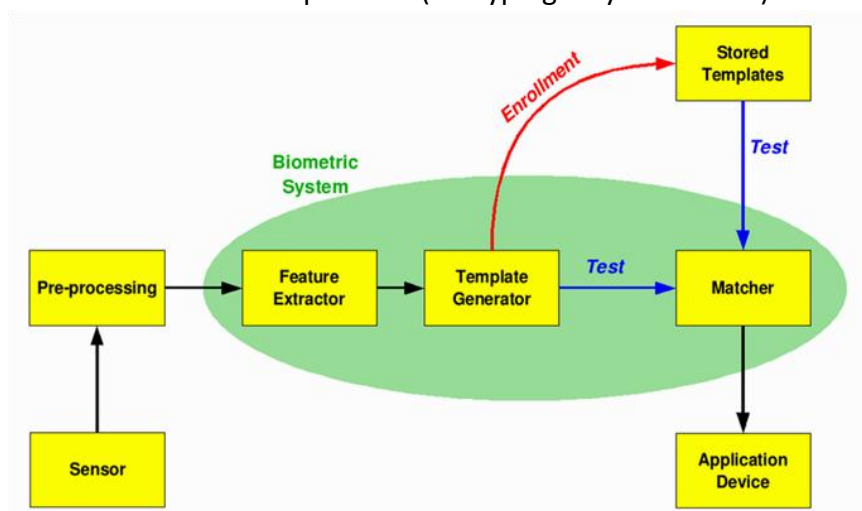 Stored
Templates
Enrollment
Test
Biometric
System
Pre-processing
Feature
Extractor
Template
Generator
Test
Matcher
Sensor
Application
Device